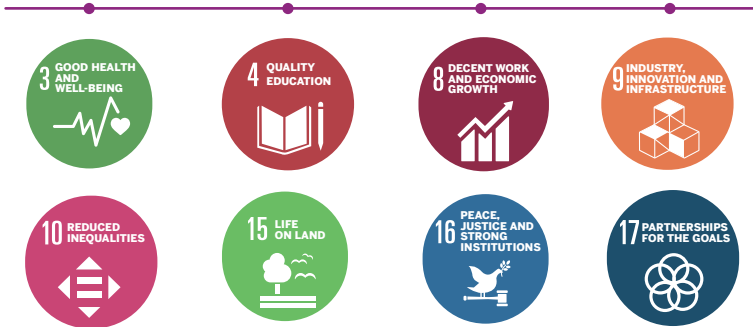 3 GOOD HEALTH
AND
WELL-BEING
4 QUALITY
EDUCATION
8 DECENT WORK
AND ECONOMIC
GROWTH
9 INDUSTRY,
INNOVATION AND
INFRASTRUCTURE
10 REDUCED
INEQUALITIES
15 LIFE
ON LAND
16 PEACE,
JUSTICE AND
STRONG
INSTITUTIONS
17 PARTNERSHIPS
FOR THE GOALS